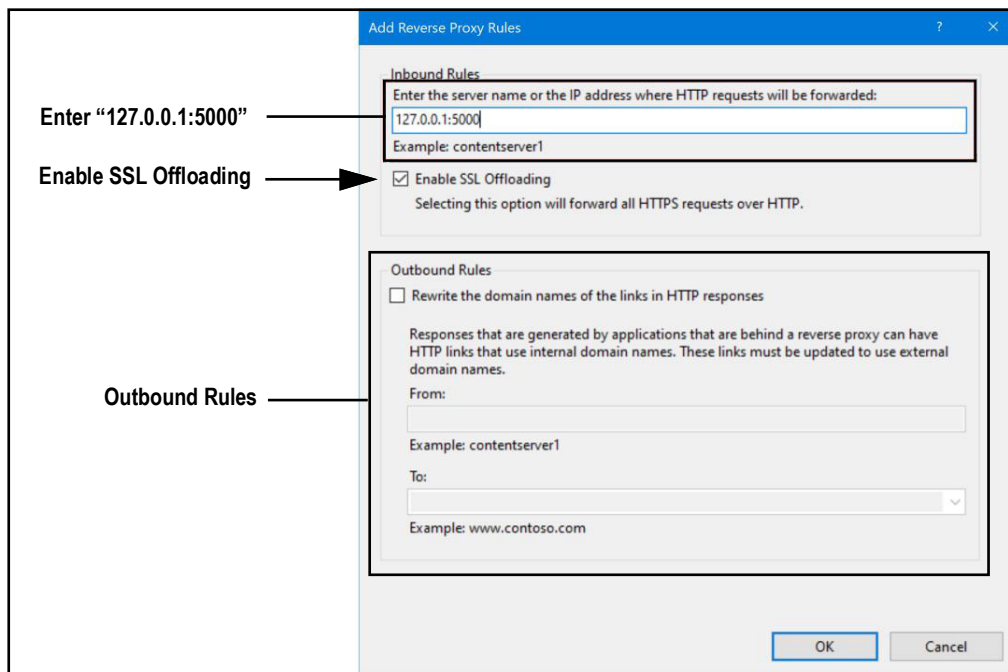 Add Reverse Proxy Rules
?
Inbound Rules
Enter the server name or the IP address where HTTP requests will be forwarded:
Enter “127.0.0.1:5000”
127.0.0.1:5000
Example: contentserver1
Enable SSL Offloading
Enable SSL Offloading
Selecting this option will forward all HTTPS requests over HTTP.
Outbound Rules
Rewrite the domain names of the links in HTTP responses
Responses that are generated by applications that are behind a reverse proxy can have
HTTP links that use internal domain names. These links must be updated to use external
domain names.
Outbound Rules
From:
Example: contentserver1
To:
Example: www.contoso.com
OK
Cancel